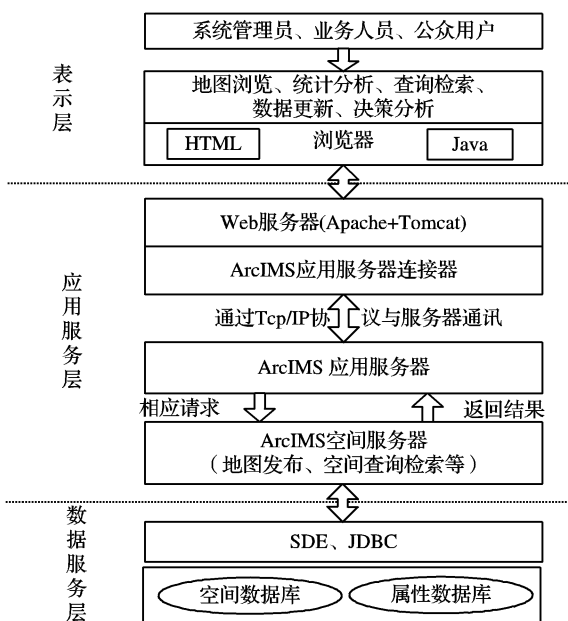 系统管理员、业务人员、公众用户
表示层
地图浏览、统计分析、查询检索、
数据更新、决策分析
HTML
浏览器
Java
应用服务层
Web服务器(Apache+Tomcat)
ArcIMS应用服务器连接器
通过Tcp/IP协议与服务器通讯
ArcIMS 应用服务器
相应请求
返回结果
ArcIMS空间服务器
（地图发布、空间查询检索等）
数据服务层
SDE、JDBC
空间数据库
属性数据库